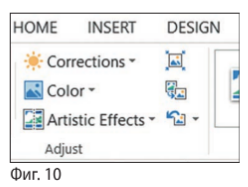 HOME INSERT DESIGN
Corrections
Color
Artistic Effects
Adjust
Фиг. 10